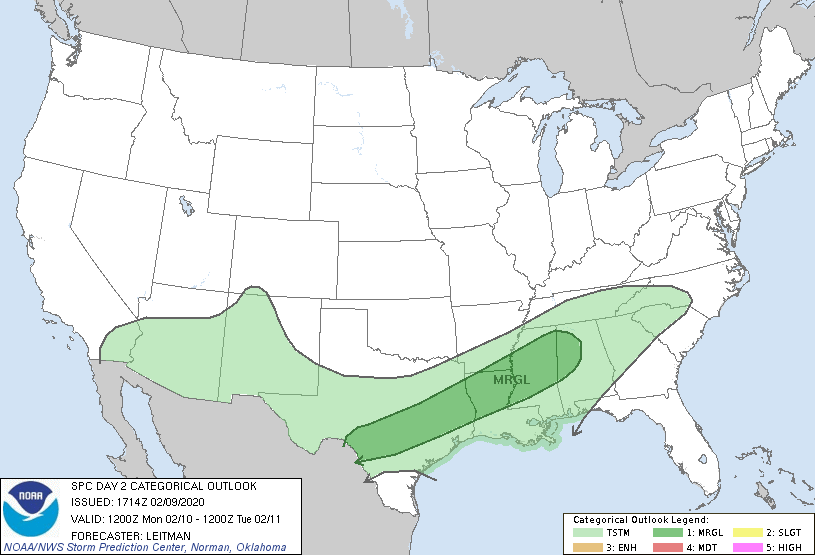 MRGL
NOAA
SPC DAY 2 CATEGORICAL OUTLOOK
ISSUED: 1714Z 02/09/2020
VALID: 1200Z Mon 02/10 - 1200Z Tue 02/11
FORECASTER: LEITMAN
NOAA/NWS Storm Prediction Center, Norman, Oklahoma
Categorical Outlook Legend:
TSTM 1: MRGL 2: SLGT
3: ENH 4: MDT 5: HIGH